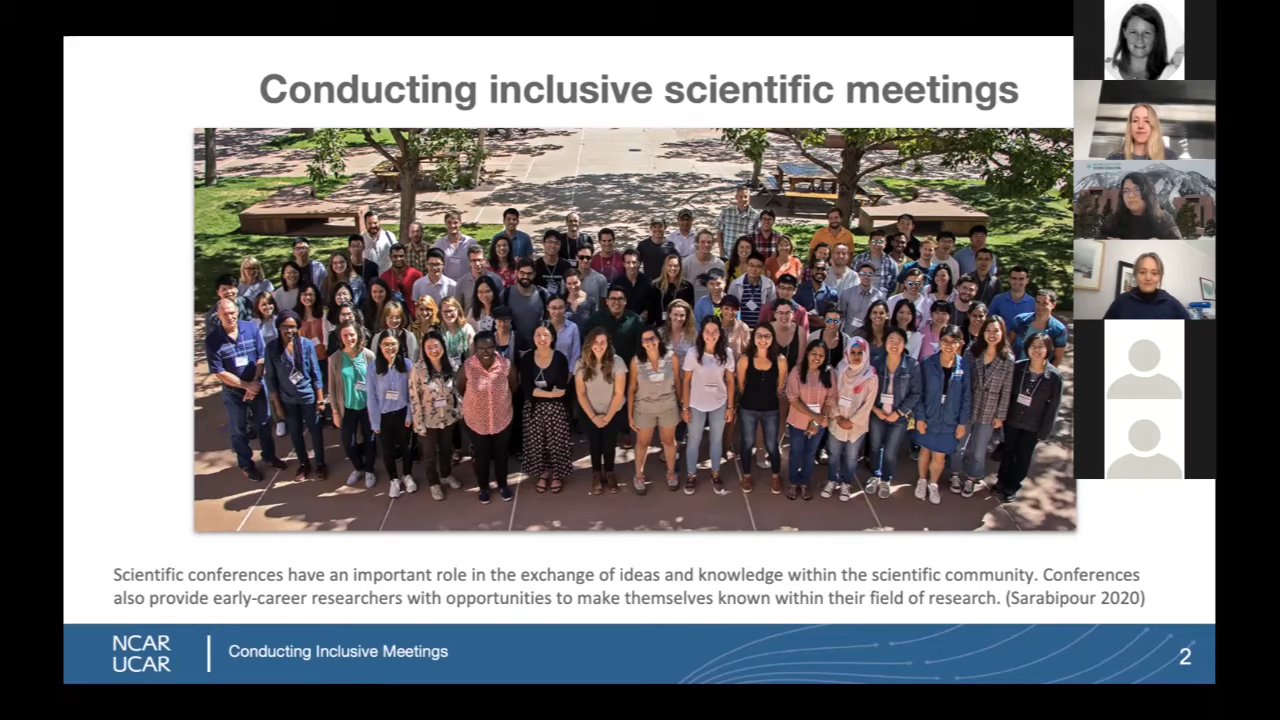 Conducting inclusive scientific meetings
Scientific conferences have an important role in the exchange of ideas and knowledge within the scientific community. Conferences
also provide early-career researchers with opportunities to make themselves known within their field of research. (Sarabipour 2020)
NCAR
UCAR
Conducting Inclusive Meetings
2